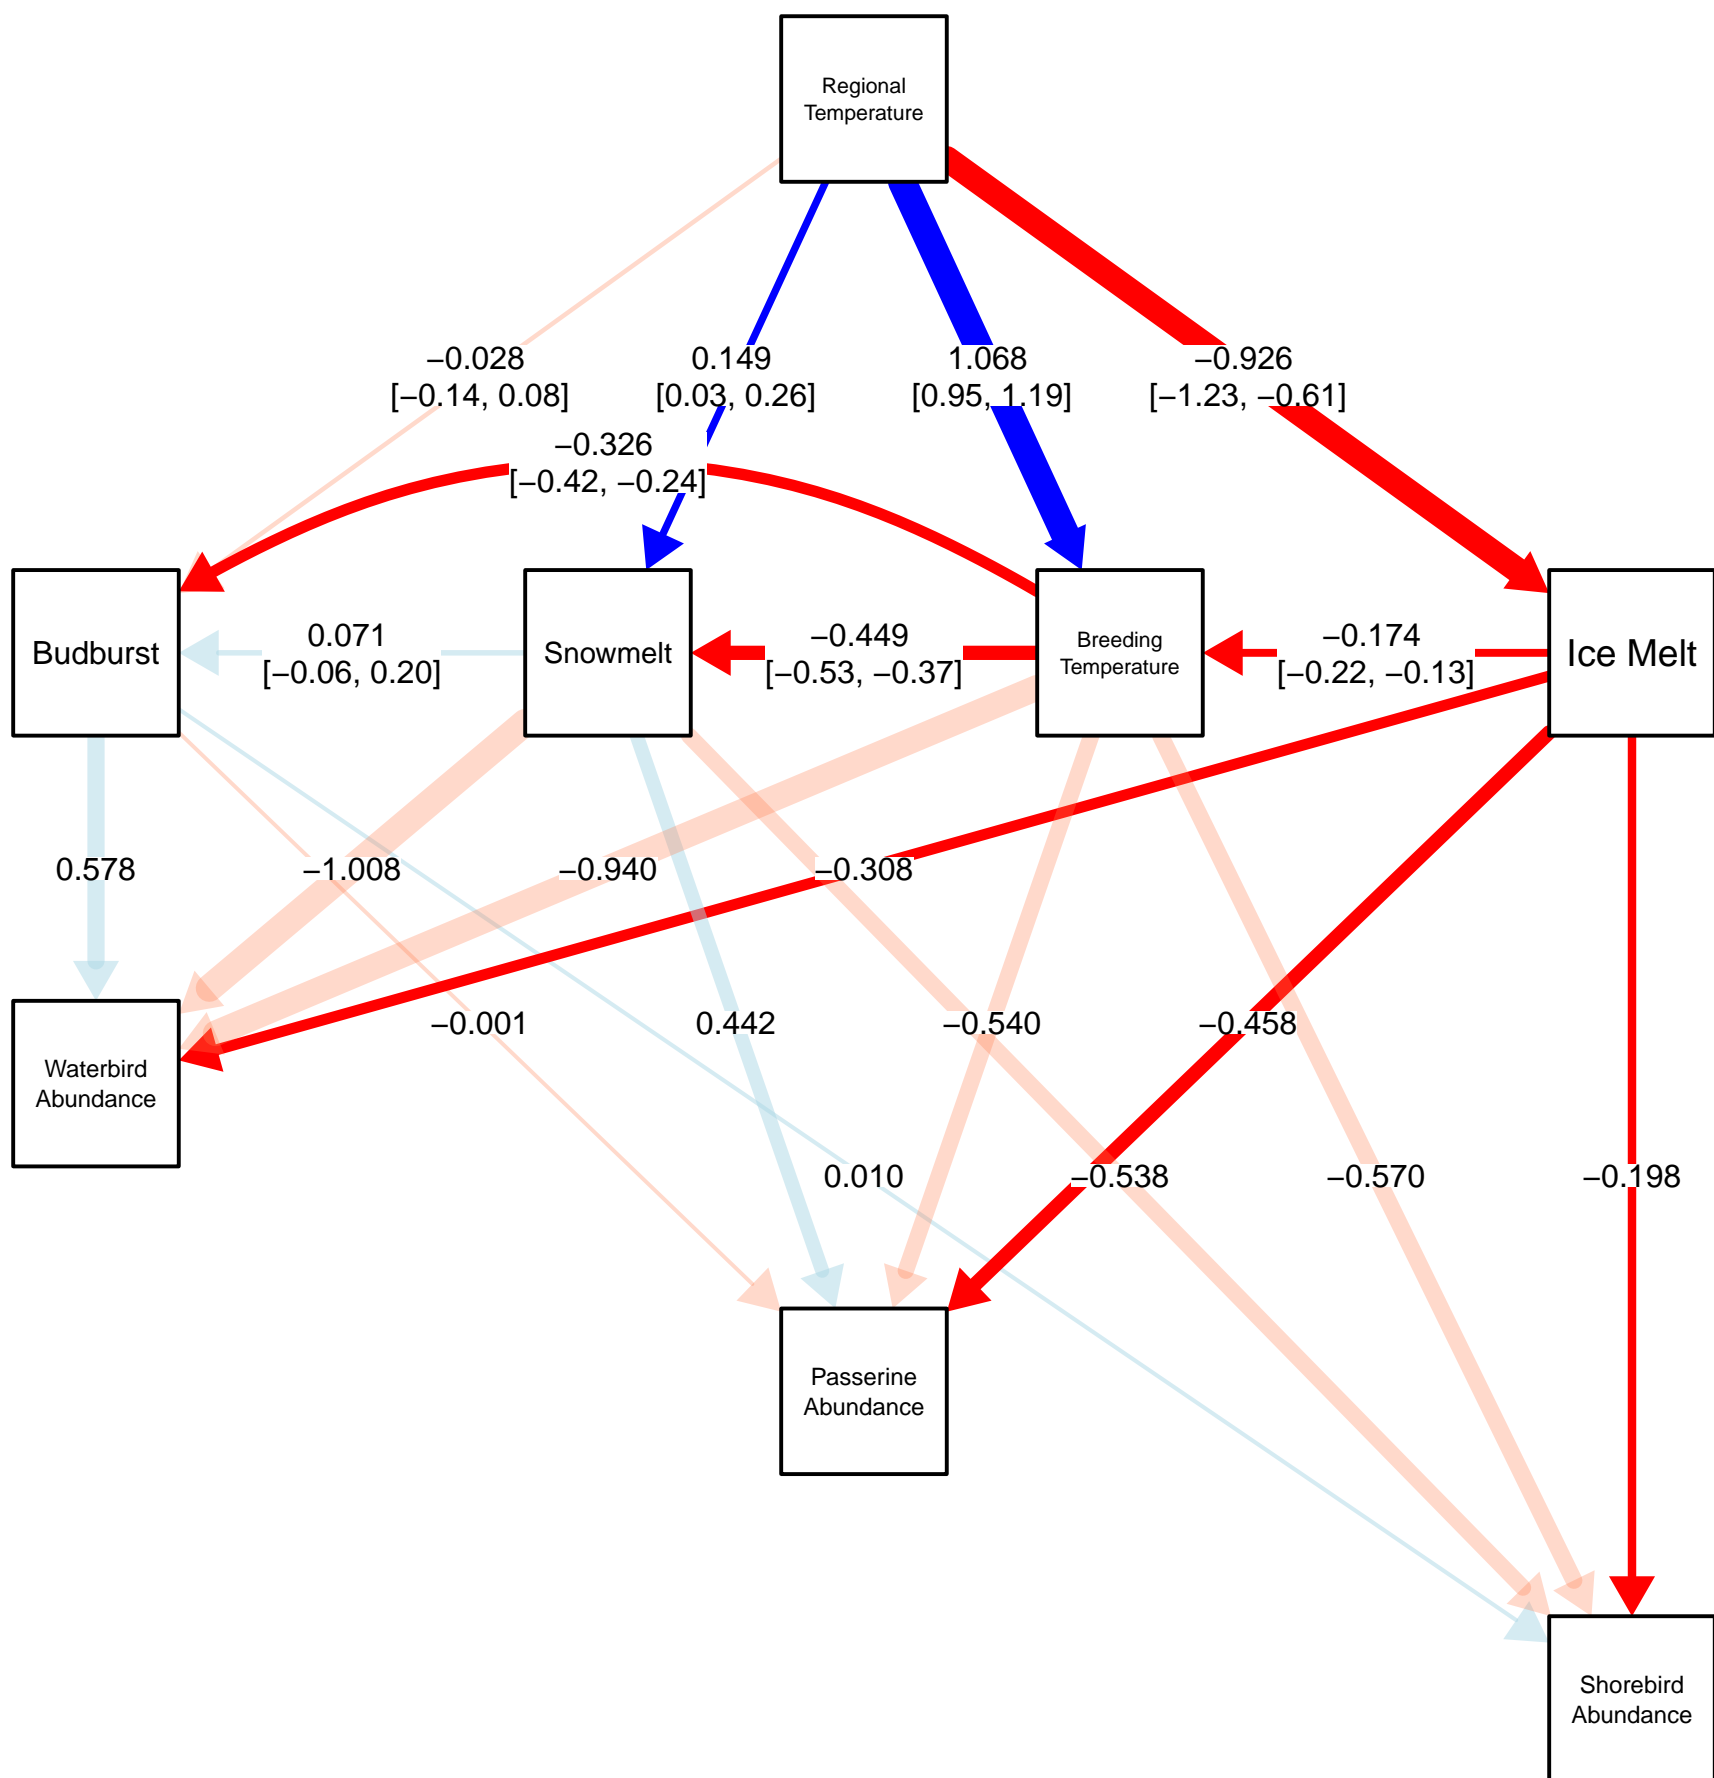 Regional
Temperature
−0.028
[−0.14, 0.08]
0.149
[0.03, 0.26]
1.068
[0.95, 1.19]
−0.926
[−1.23, −0.61]
−0.326
[−0.42, −0.24]
Budburst
0.071
[−0.06, 0.20]
Snowmelt
−0.449
[−0.53, −0.37]
Breeding
Temperature
−0.174
[−0.22, −0.13]
Ice Melt
0.578
−1.008
−0.940
−0.308
Waterbird
Abundance
−0.001
0.442
−0.540
−0.458
0.010
−0.538
−0.570
−0.198
Passerine
Abundance
Shorebird
Abundance